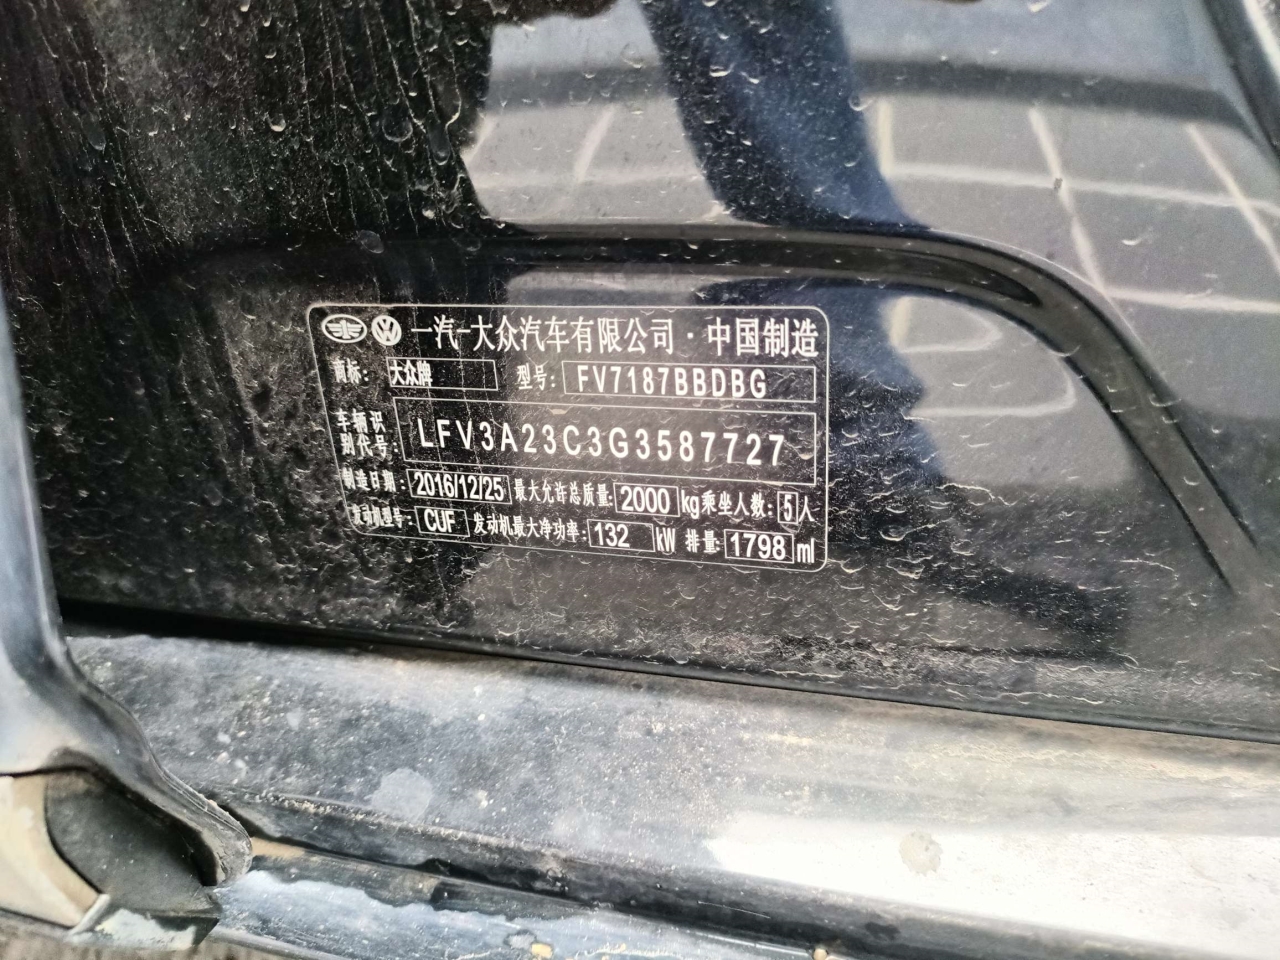 一汽-大众汽车有限公司·中国制造
商标: 大众牌 型号: FV7187BBDBG
车辆识别代号: LFV3A23C3G3587727
制造日期: 2016/12/25 最大允许总质量: 2000 kg 乘坐人数: 5 人
发动机型号: CUF 发动机最大净功率: 132 kW 排量: 1798 ml